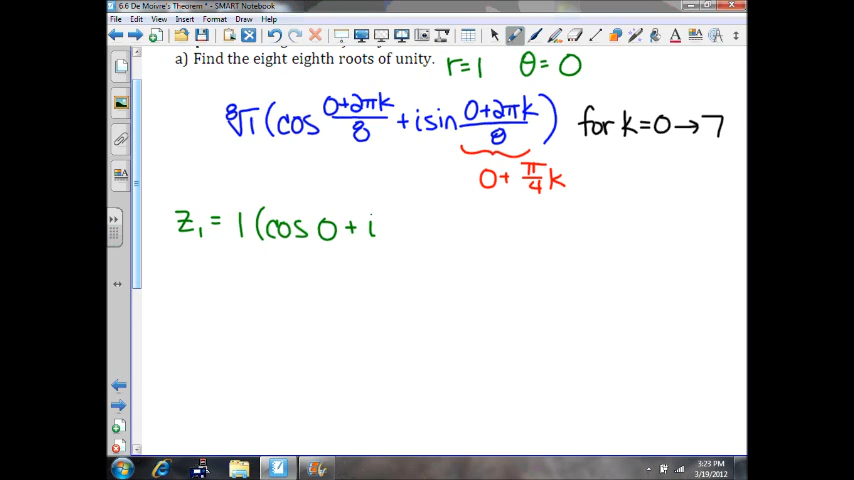 6.6 De Moivre's Theorem * - SMART Notebook
File Edit View Insert Format Draw Help
a) Find the eight eighth roots of unity. r=1 θ=0
⁸√1 (cos (0+2πk)/8 + i sin (0+2πk)/8) for k=0→7
0+ π/4 k
z₁ = 1 (cos 0 + i
3:23 PM
3/19/2012